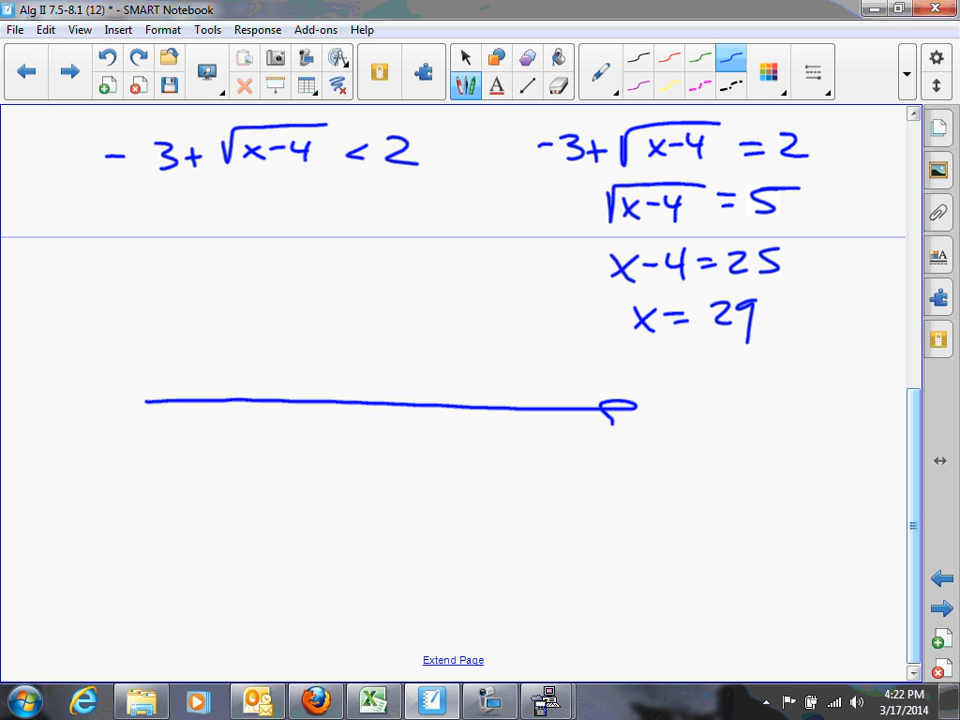 Alg II 7.5-8.1 (12) * - SMART Notebook
File Edit View Insert Format Tools Response Add-ons Help
- 3+√(x-4) < 2
-3+√(x-4) = 2
√(x-4) = 5
x-4=25
x= 29
Extend Page
4:22 PM
3/17/2014